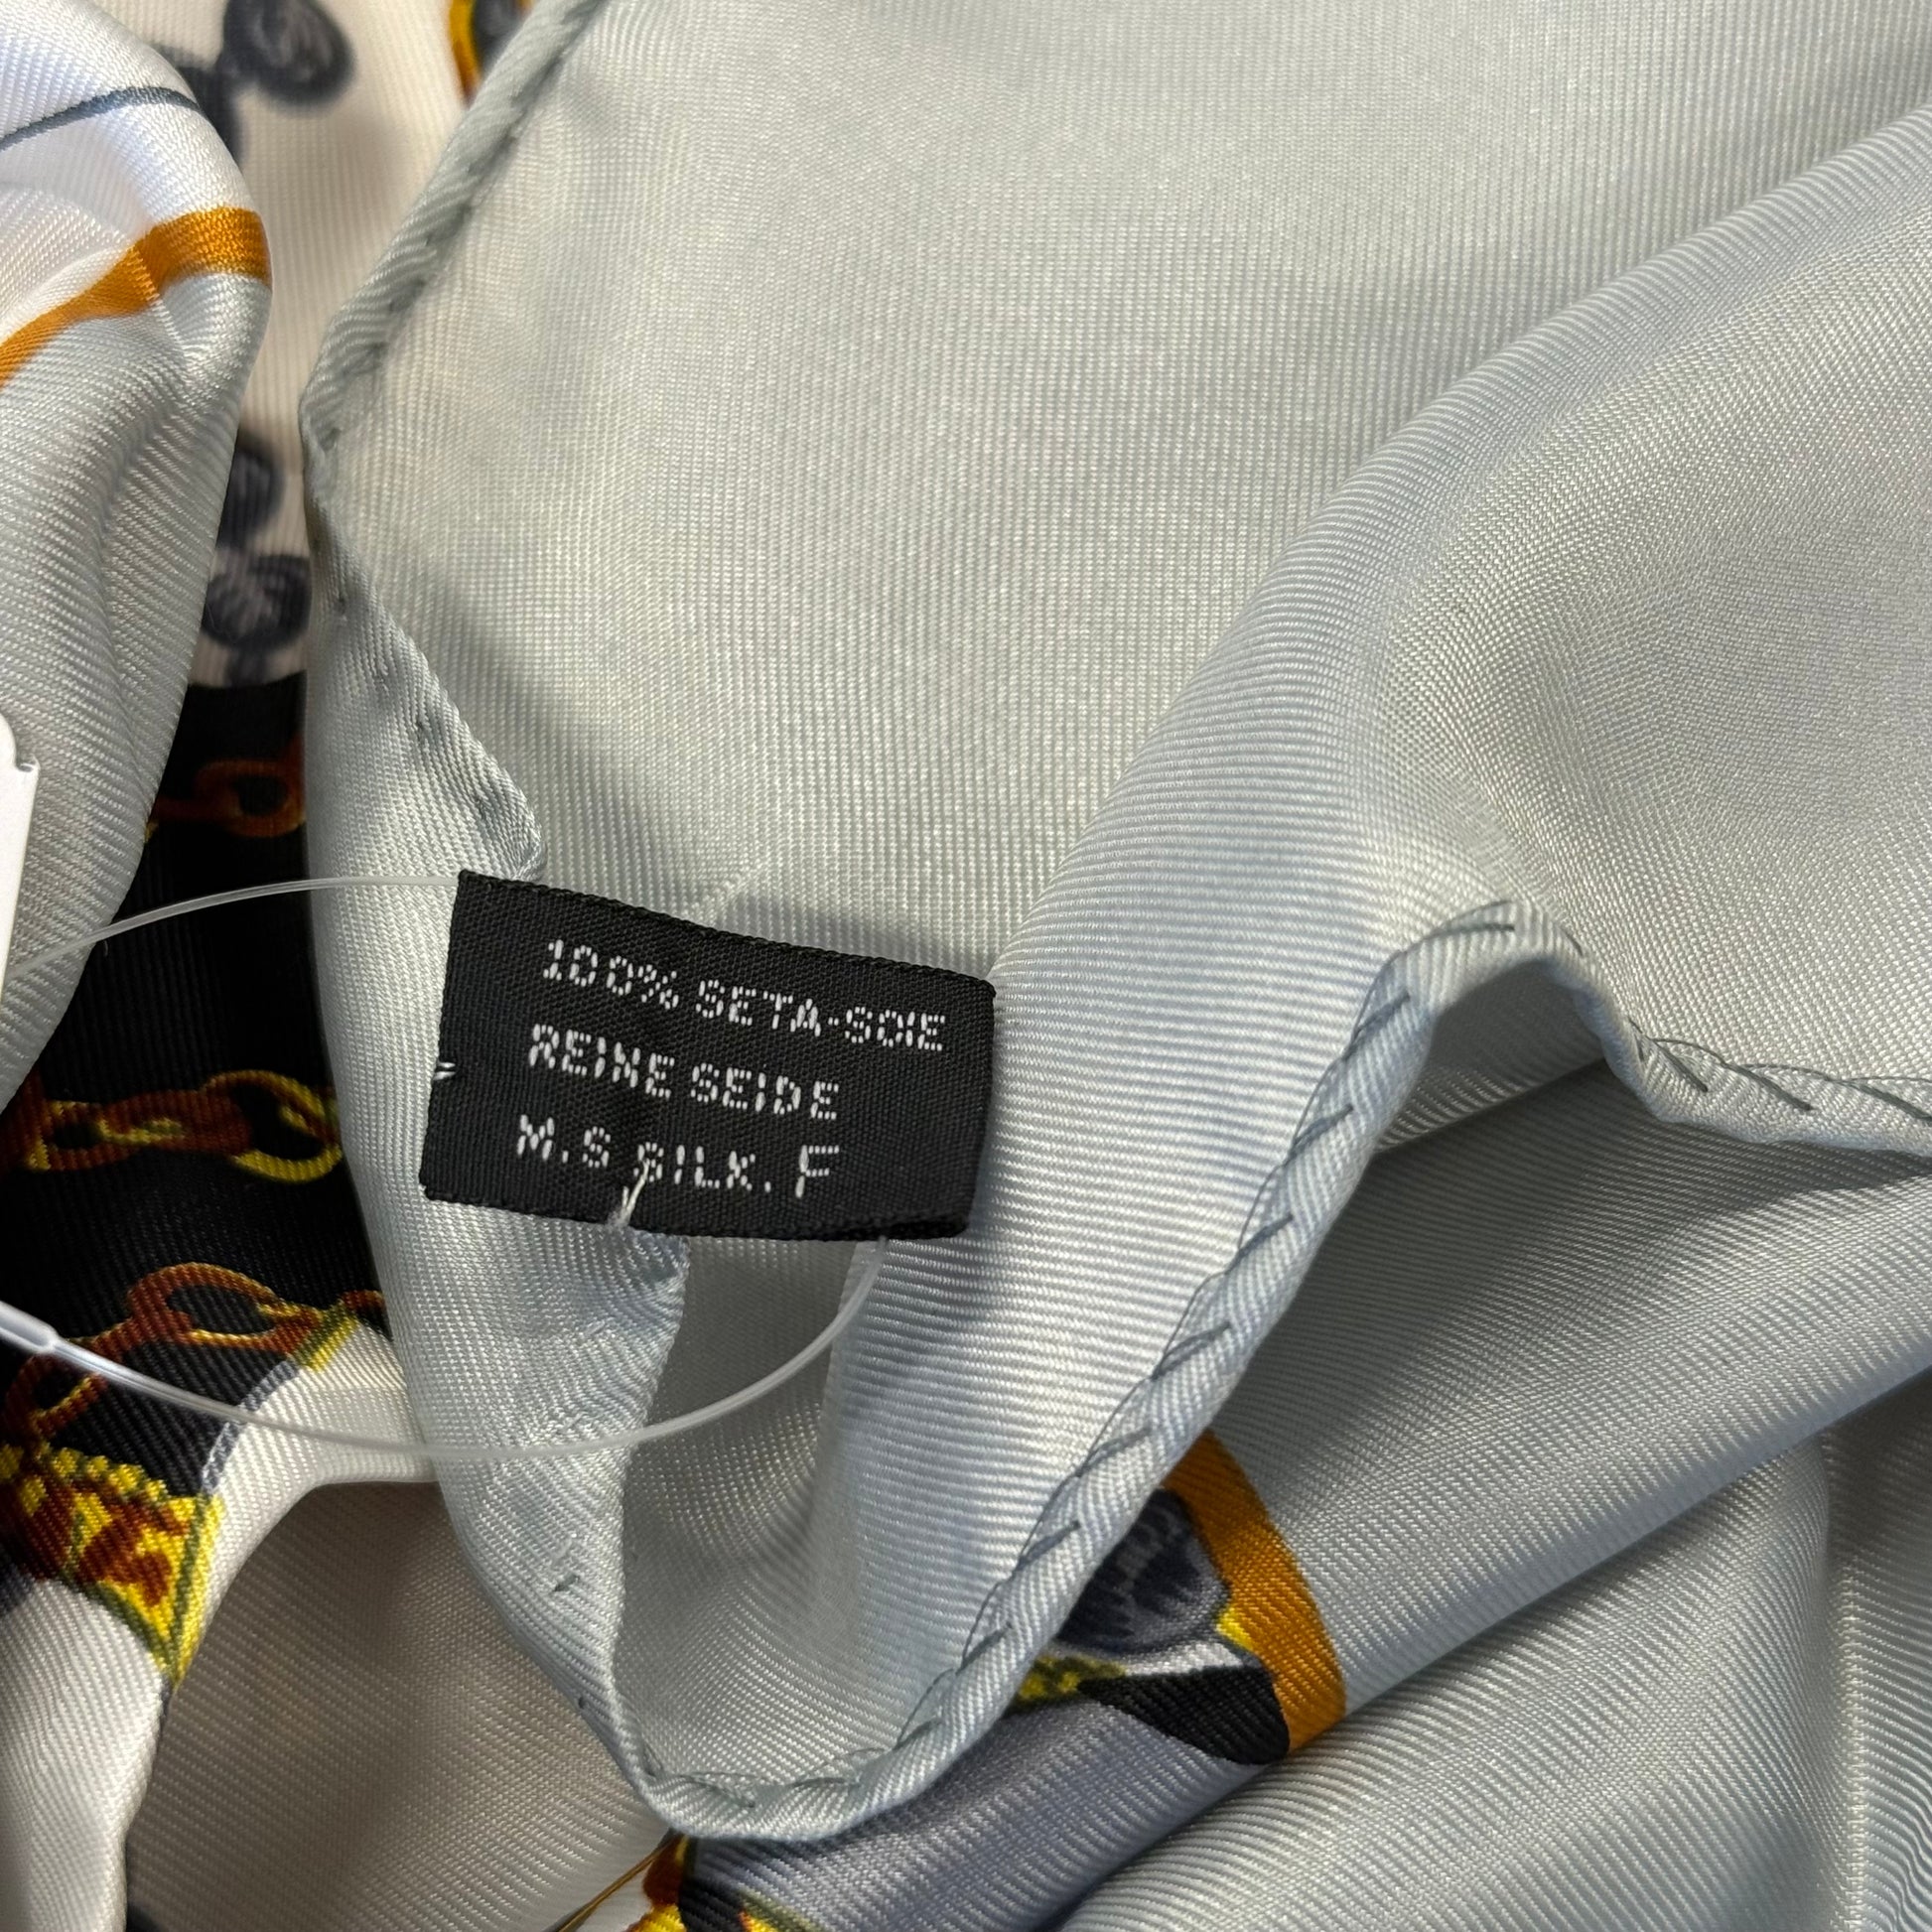 100% SETA-SOIE
REINE SEIDE
M.S SILK. F